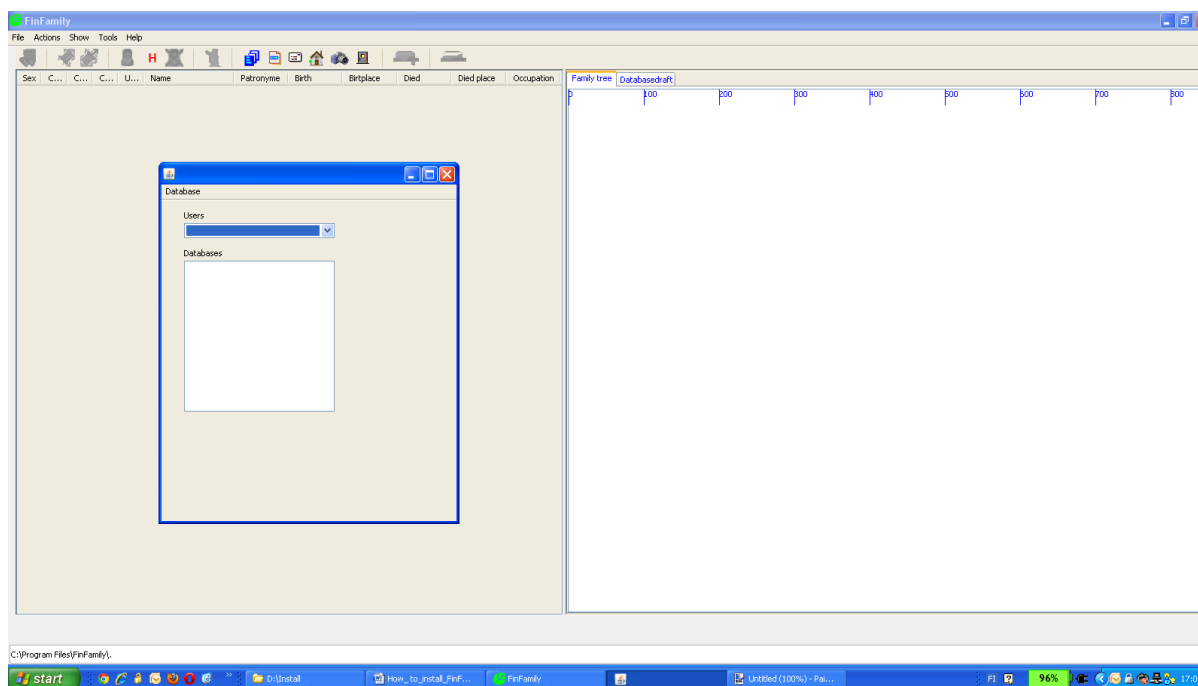 FinFamily
File Actions Show Tools Help
H
Sex C... C... C... U... Name Patronyme Birth Birtplace Died Died place Occupation
Family tree Databasedraft
0 100 200 300 400 500 600 700 800
Database
Users
Databases
C:\Program Files\FinFamily\.
start
D:\Install
How_to_install_FinF...
FinFamily
Untitled (100%) - Pai...
FI
96%
17:0